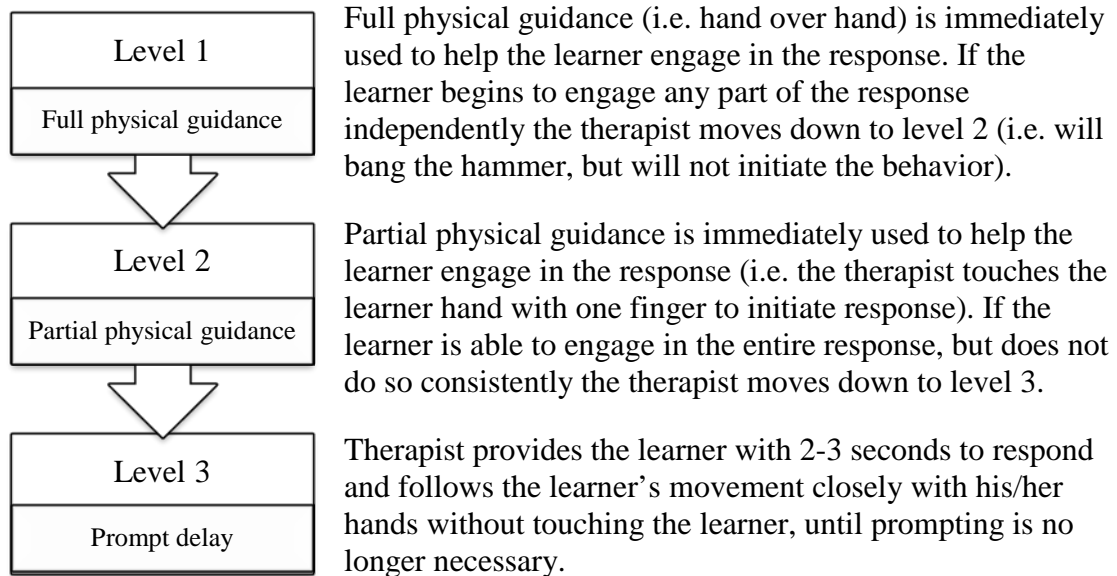 Level 1
Full physical guidance
Full physical guidance (i.e. hand over hand) is immediately
used to help the learner engage in the response. If the
learner begins to engage any part of the response
independently the therapist moves down to level 2 (i.e. will
bang the hammer, but will not initiate the behavior).
Level 2
Partial physical guidance
Partial physical guidance is immediately used to help the
learner engage in the response (i.e. the therapist touches the
learner hand with one finger to initiate response). If the
learner is able to engage in the entire response, but does not
do so consistently the therapist moves down to level 3.
Level 3
Prompt delay
Therapist provides the learner with 2-3 seconds to respond
and follows the learner’s movement closely with his/her
hands without touching the learner, until prompting is no
longer necessary.